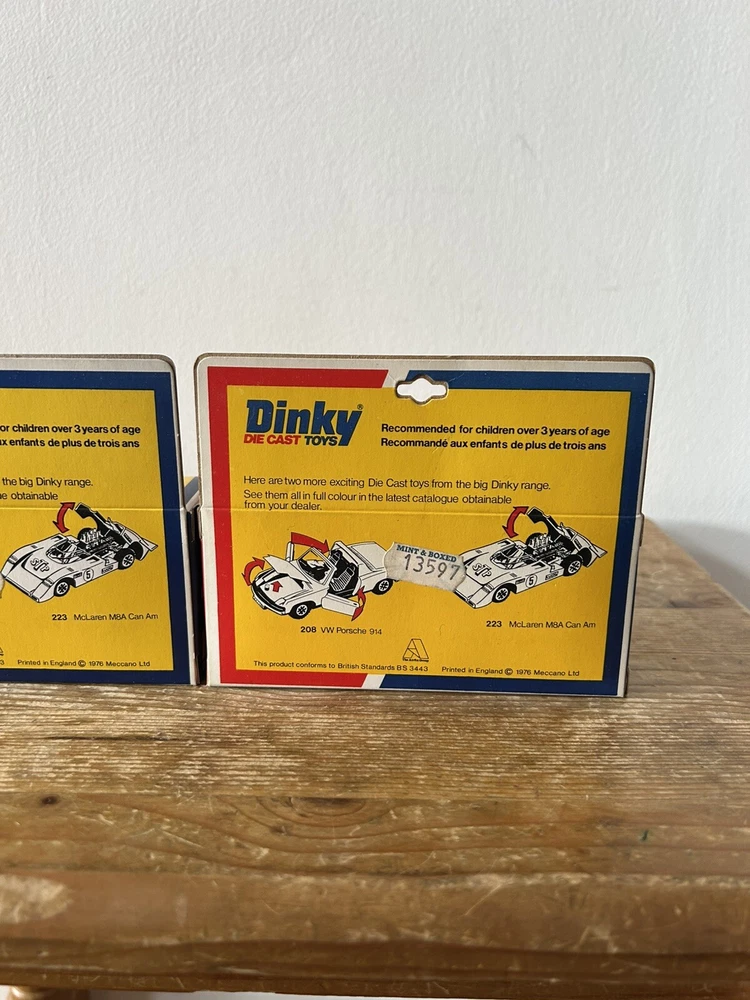 or children over 3 years of age
ux enfants de plus de trois ans
the big Dinky range.
e obtainable
5
223 McLaren M8A Can Am
3 Printed in England © 1976 Meccano Ltd
Dinky®
DIE CAST TOYS
Recommended for children over 3 years of age
Recommandé aux enfants de plus de trois ans
Here are two more exciting Die Cast toys from the big Dinky range.
See them all in full colour in the latest catalogue obtainable
from your dealer.
MINT & BOXED
13597
5
208 VW Porsche 914
223 McLaren M8A Can Am
This product conforms to British Standards BS 3443
Printed in England © 1976 Meccano Ltd